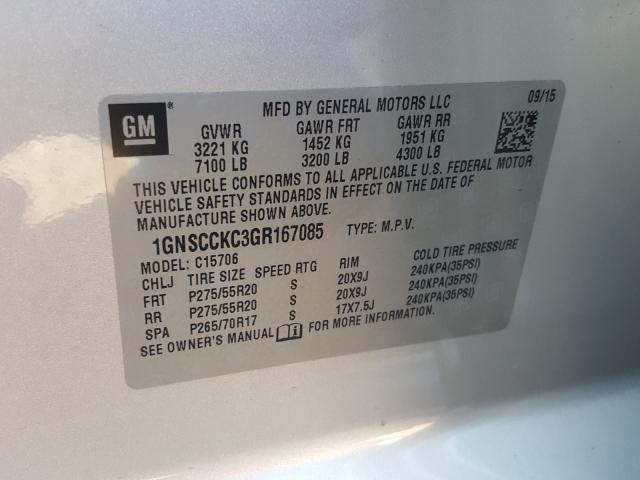 GM ®
MFD BY GENERAL MOTORS LLC 09/15
GVWR GAWR FRT GAWR RR
3221 KG 1452 KG 1951 KG
7100 LB 3200 LB 4300 LB
THIS VEHICLE CONFORMS TO ALL APPLICABLE U.S. FEDERAL MOTOR
VEHICLE SAFETY STANDARDS IN EFFECT ON THE DATE OF
MANUFACTURE SHOWN ABOVE.
1GNSCCKC3GR167085 TYPE: M.P.V.
MODEL: C15706
CHLJ TIRE SIZE SPEED RTG RIM COLD TIRE PRESSURE
FRT P275/55R20 S 20X9J 240KPA(35PSI)
RR P275/55R20 S 20X9J 240KPA(35PSI)
SPA P265/70R17 S 17X7.5J 240KPA(35PSI)
SEE OWNER'S MANUAL FOR MORE INFORMATION.